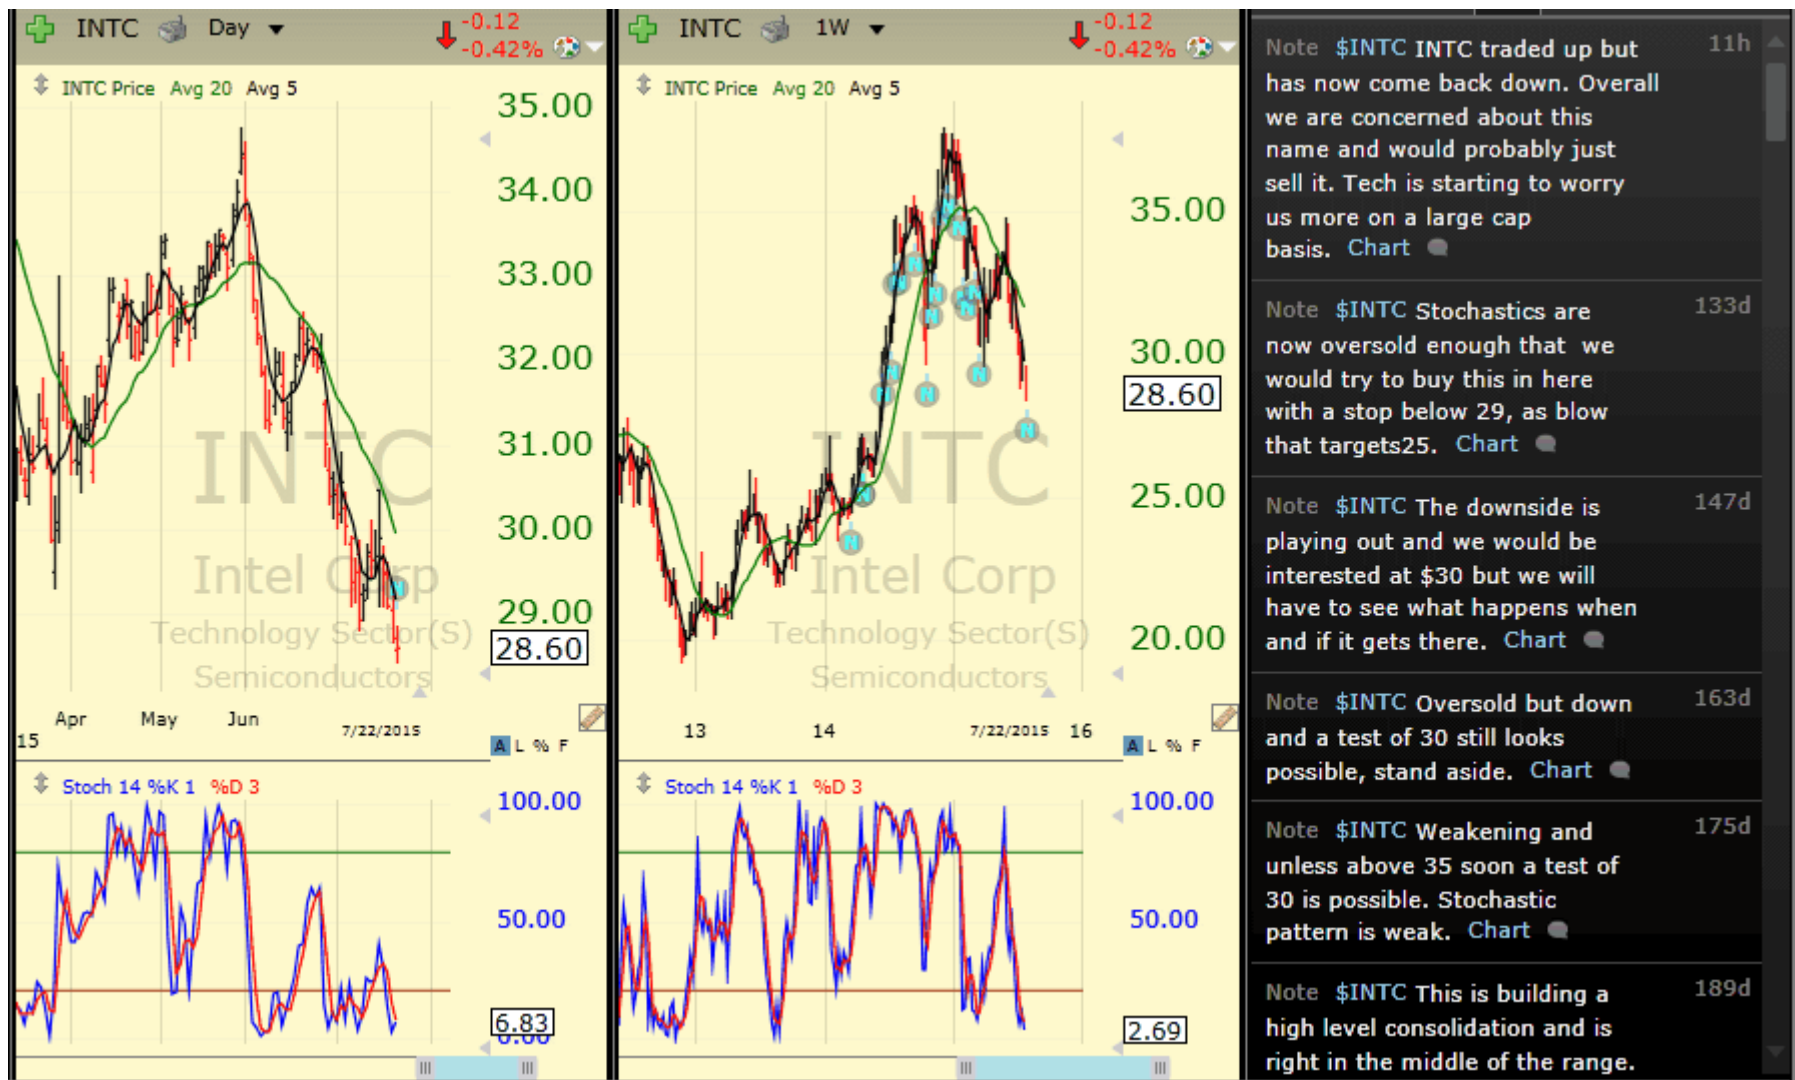 INTC Day
-0.12
-0.42%
INTC Price Avg 20 Avg 5
35.00
34.00
33.00
32.00
31.00
30.00
29.00
28.60
INTC
Intel Corp
Technology Sector(S)
Semiconductors
15
Apr May Jun
7/22/2015
A L % F
Stoch 14 %K 1 %D 3
100.00
50.00
6.83
0.00
INTC 1W
-0.12
-0.42%
INTC Price Avg 20 Avg 5
35.00
30.00
28.60
25.00
20.00
INTC
Intel Corp
Technology Sector(S)
Semiconductors
N
13 14 7/22/2015 16
A L % F
Stoch 14 %K 1 %D 3
100.00
50.00
2.69
Note $INTC INTC traded up but 11h
has now come back down. Overall
we are concerned about this
name and would probably just
sell it. Tech is starting to worry
us more on a large cap
basis. Chart
Note $INTC Stochastics are 133d
now oversold enough that we
would try to buy this in here
with a stop below 29, as blow
that targets25. Chart
Note $INTC The downside is 147d
playing out and we would be
interested at $30 but we will
have to see what happens when
and if it gets there. Chart
Note $INTC Oversold but down 163d
and a test of 30 still looks
possible, stand aside. Chart
Note $INTC Weakening and 175d
unless above 35 soon a test of
30 is possible. Stochastic
pattern is weak. Chart
Note $INTC This is building a 189d
high level consolidation and is
right in the middle of the range.